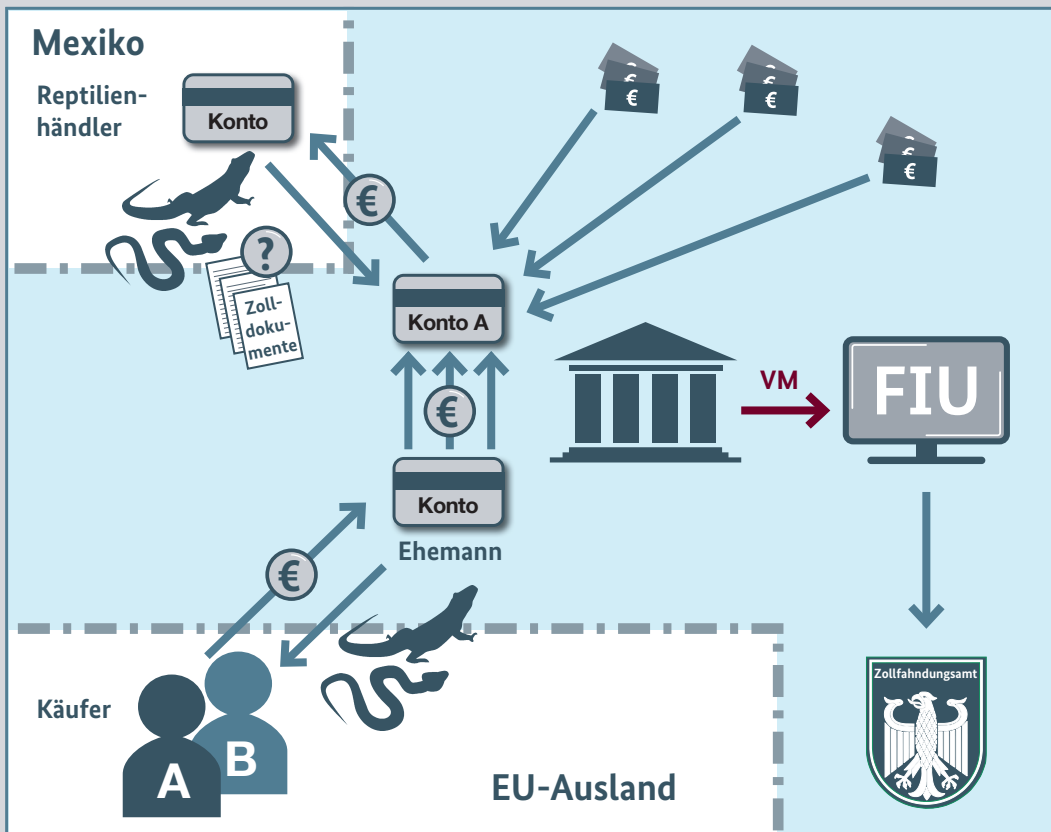 Mexiko
Reptilien-
händler
Konto
€
€
€
€
€
€
€
€
€
€
?
Zoll-
doku-
mente
Konto A
€
VM
FIU
Konto
Ehemann
€
Zollfahndungsamt
Käufer
A
B
EU-Ausland